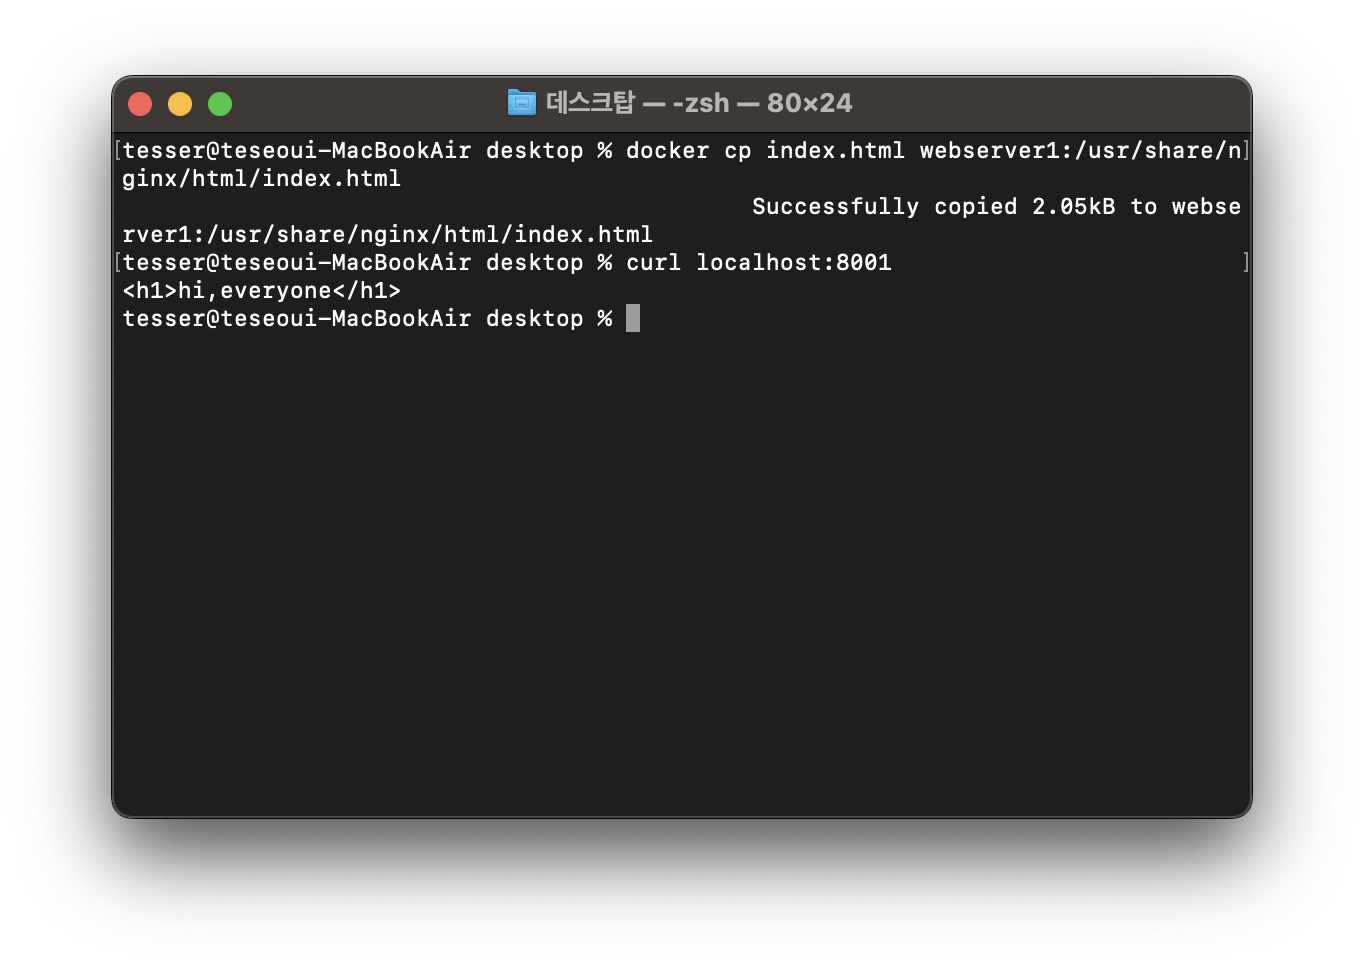 데스크탑 — -zsh — 80×24
[tesser@teseoui-MacBookAir desktop % docker cp index.html webserver1:/usr/share/n]
ginx/html/index.html
Successfully copied 2.05kB to webse
rver1:/usr/share/nginx/html/index.html
[tesser@teseoui-MacBookAir desktop % curl localhost:8001 ]
<h1>hi,everyone</h1>
tesser@teseoui-MacBookAir desktop %